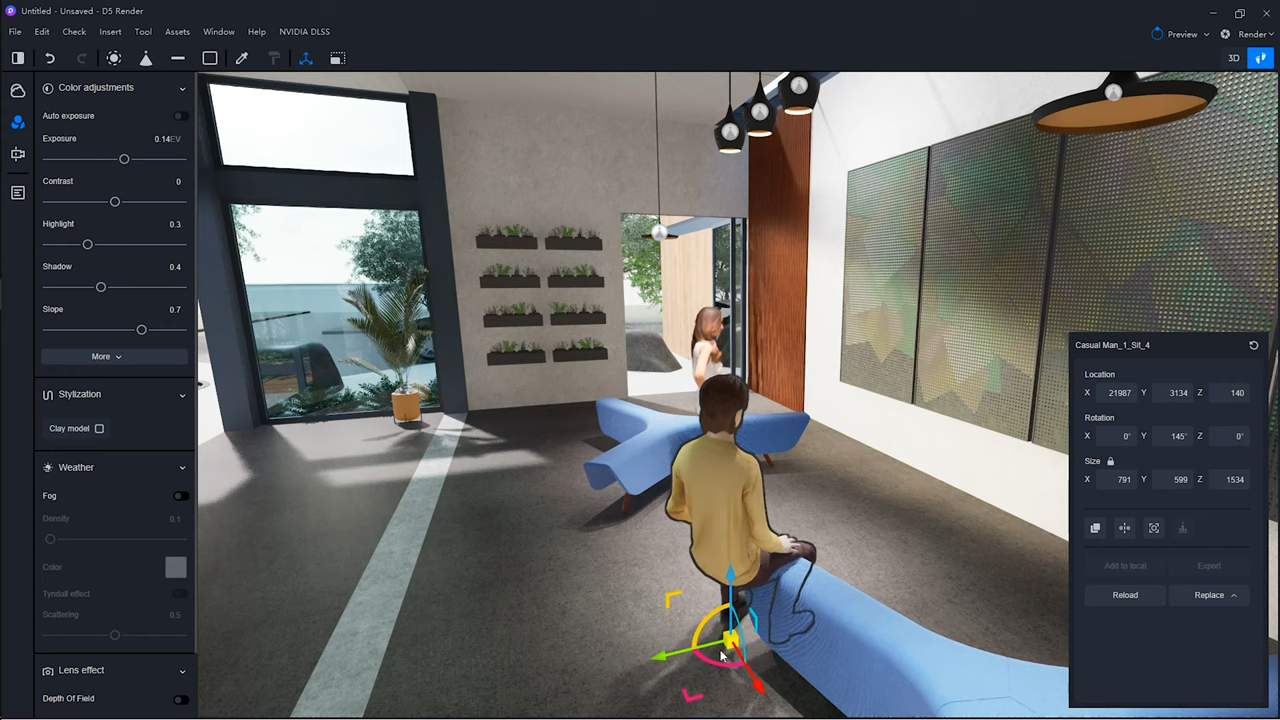 Untitled - Unsaved - D5 Render
File Edit Check Insert Tool Assets Window Help NVIDIA DLSS
Preview Render
3D
Color adjustments
Auto exposure
Exposure 0.14EV
Contrast 0
Highlight 0.3
Shadow 0.4
Slope 0.7
More
Stylization
Clay model
Weather
Fog
Density 0.1
Color
Tyndall effect
Scattering 0.5
Lens effect
Depth Of Field
Casual Man_1_Sit_4
Location
X 21987 Y 3134 Z 140
Rotation
X 0° Y 145° Z 0°
Size
X 791 Y 599 Z 1534
Add to local Export
Reload Replace